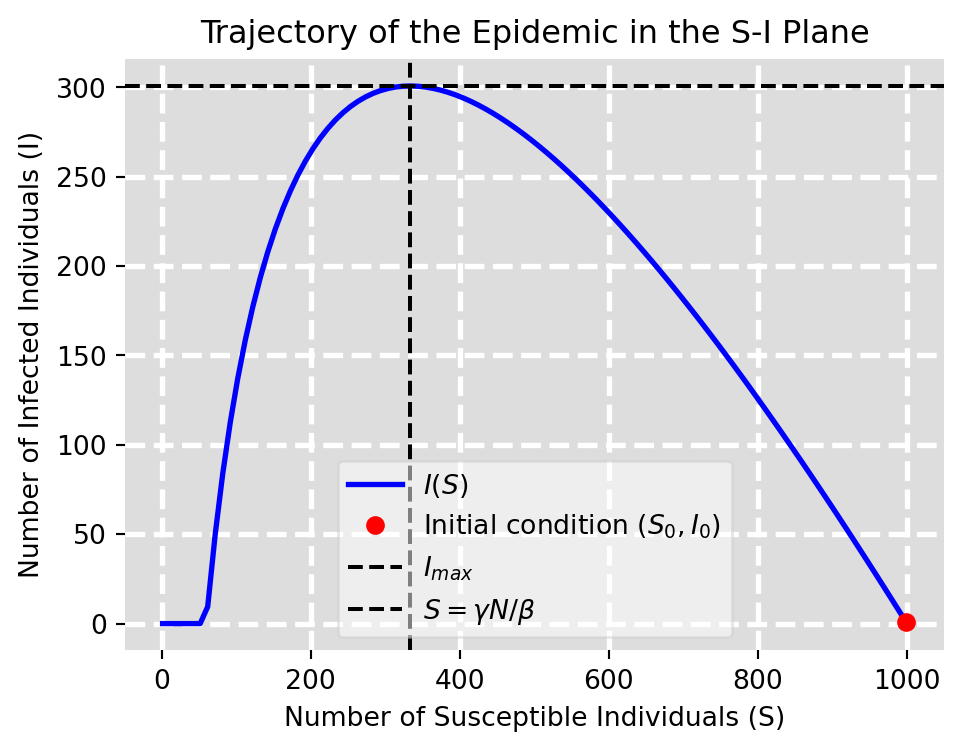 Trajectory of the Epidemic in the S-I Plane
Number of Infected Individuals (I)
300
250
200
150
100
50
0
I(S)
Initial condition (S₀, I₀)
Iₘₐₓ
S = γN/β
0 200 400 600 800 1000
Number of Susceptible Individuals (S)